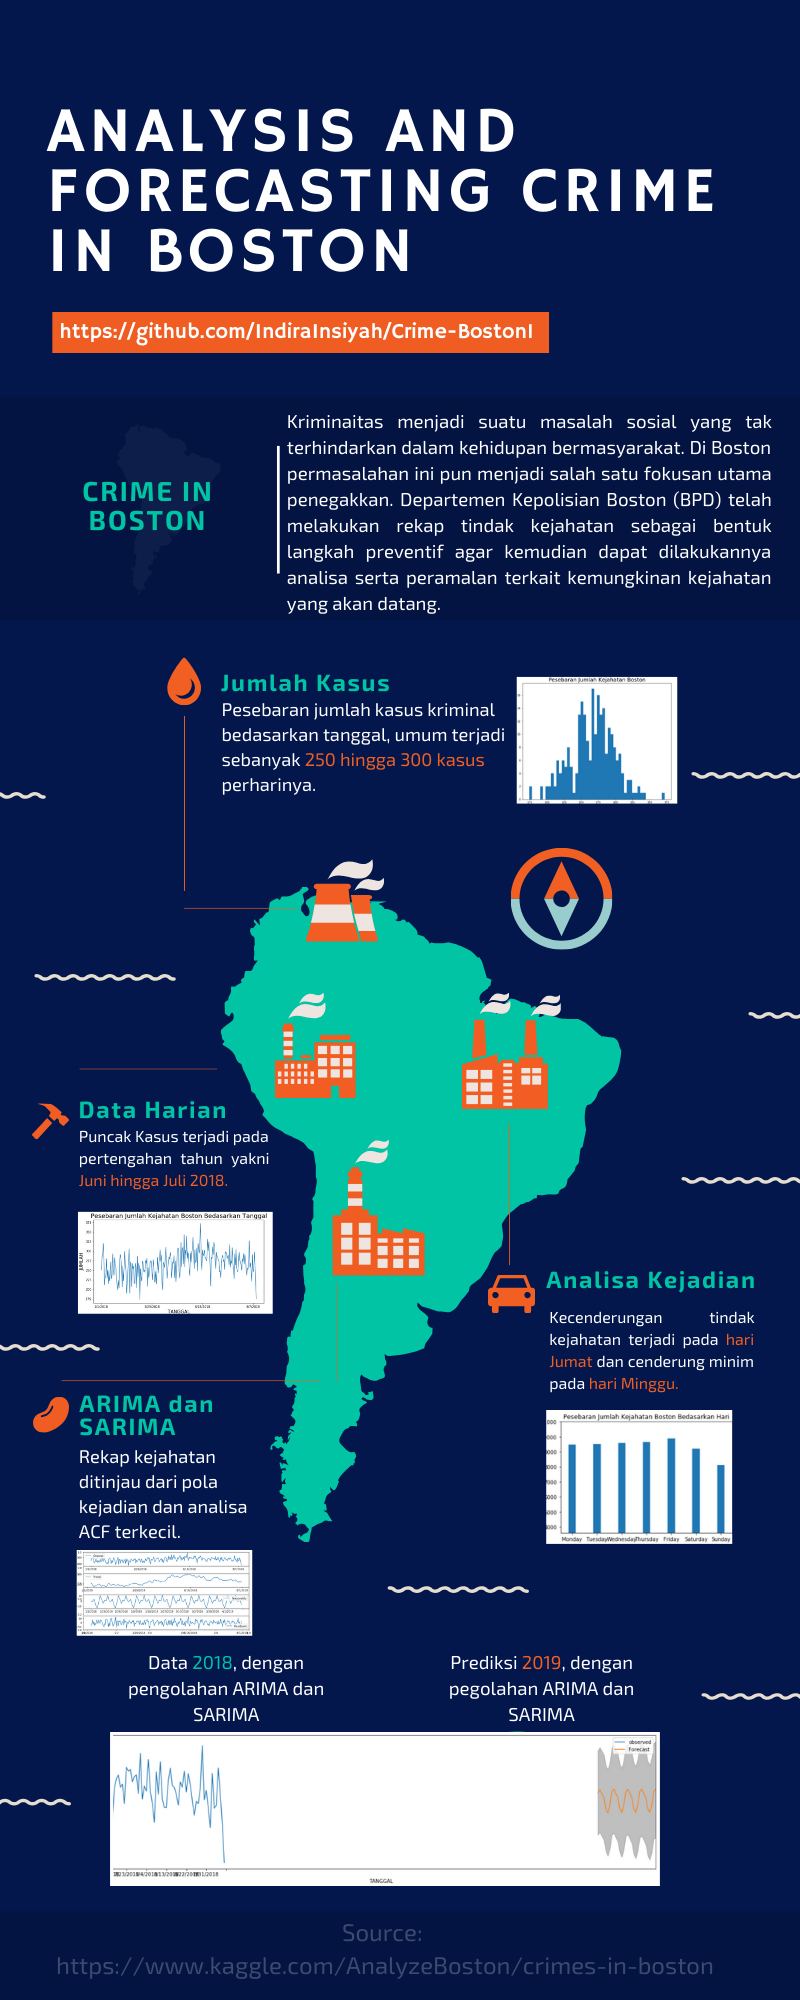 ANALYSIS AND
FORECASTING CRIME
IN BOSTON
https://github.com/IndiraInsiyah/Crime-BostonI
CRIME IN
BOSTON
Kriminaitas menjadi suatu masalah sosial yang tak
terhindarkan dalam kehidupan bermasyarakat. Di Boston
permasalahan ini pun menjadi salah satu fokusan utama
penegakkan. Departemen Kepolisian Boston (BPD) telah
melakukan rekap tindak kejahatan sebagai bentuk
langkah preventif agar kemudian dapat dilakukannya
analisa serta peramalan terkait kemungkinan kejahatan
yang akan datang.
Jumlah Kasus
Pesebaran jumlah kasus kriminal
bedasarkan tanggal, umum terjadi
sebanyak 250 hingga 300 kasus
perharinya.
Pesebaran Jumlah Kejahatan Boston
Data Harian
Puncak Kasus terjadi pada
pertengahan tahun yakni
Juni hingga Juli 2018.
Pesebaran Jumlah Kejahatan Boston Bedasarkan Tanggal
JUMLAH
TANGGAL
Analisa Kejadian
Kecenderungan tindak
kejahatan terjadi pada hari
Jumat dan cenderung minim
pada hari Minggu.
Pesebaran Jumlah Kejahatan Boston Bedasarkan Hari
Monday Tuesday Wednesday Thursday Friday Saturday Sunday
ARIMA dan
SARIMA
Rekap kejahatan
ditinjau dari pola
kejadian dan analisa
ACF terkecil.
Data 2018, dengan
pengolahan ARIMA dan
SARIMA
Prediksi 2019, dengan
pegolahan ARIMA dan
SARIMA
observed
Forecast
TANGGAL
Source:
https://www.kaggle.com/AnalyzeBoston/crimes-in-boston